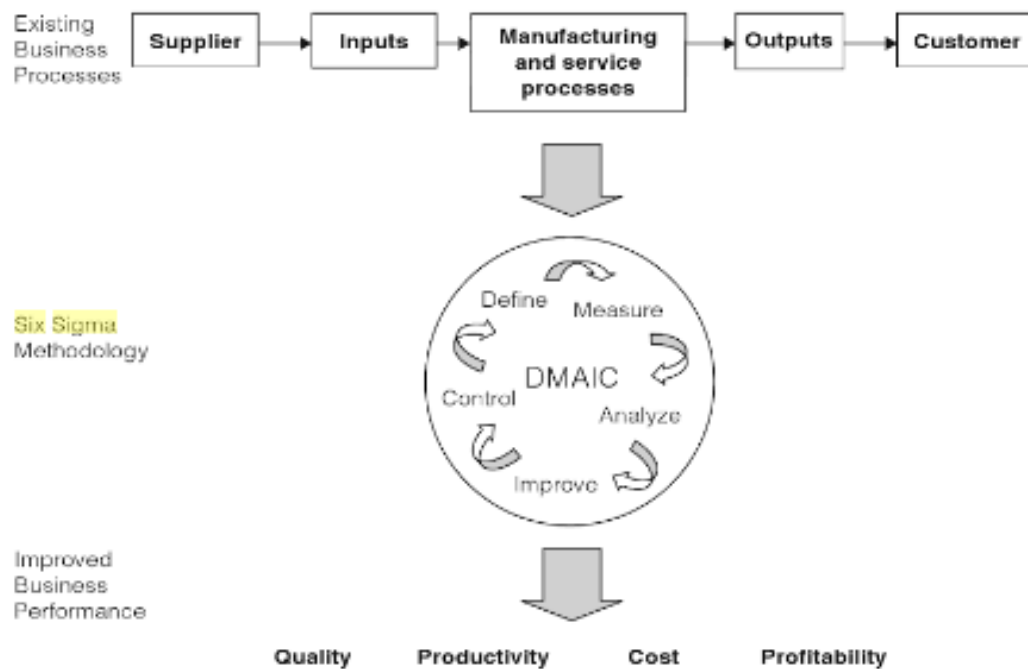 Existing
Business
Processes
Supplier
Inputs
Manufacturing
and service
processes
Outputs
Customer
Six Sigma
Methodology
Define
Measure
DMAIC
Control
Analyze
Improve
Improved
Business
Performance
Quality Productivity Cost Profitability